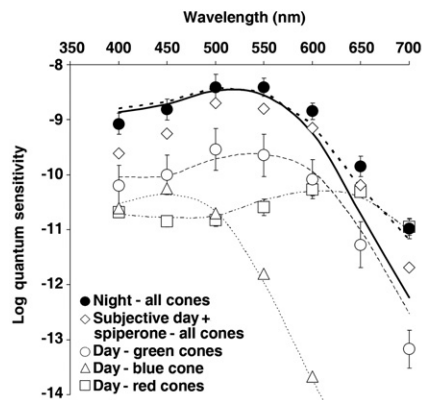 Wavelength (nm)
350 400 450 500 550 600 650 700
-8
-9
-10
-11
-12
-13
-14
Log quantum sensitivity
Night - all cones
Subjective day +
spiperone - all cones
Day - green cones
Day - blue cone
Day - red cones